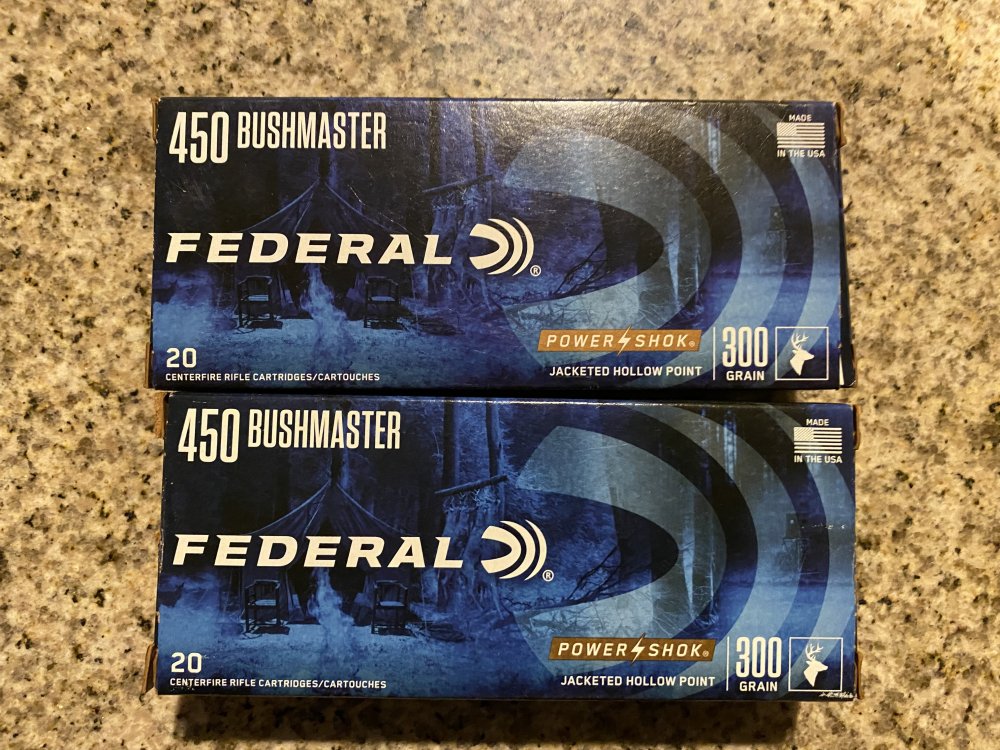 450 BUSHMASTER
MADE
IN THE USA
FEDERAL®
POWER SHOK®
JACKETED HOLLOW POINT
300
GRAIN
20
CENTERFIRE RIFLE CARTRIDGES/CARTOUCHES
450 BUSHMASTER
MADE
IN THE USA
FEDERAL®
POWER SHOK®
JACKETED HOLLOW POINT
300
GRAIN
20
CENTERFIRE RIFLE CARTRIDGES/CARTOUCHES